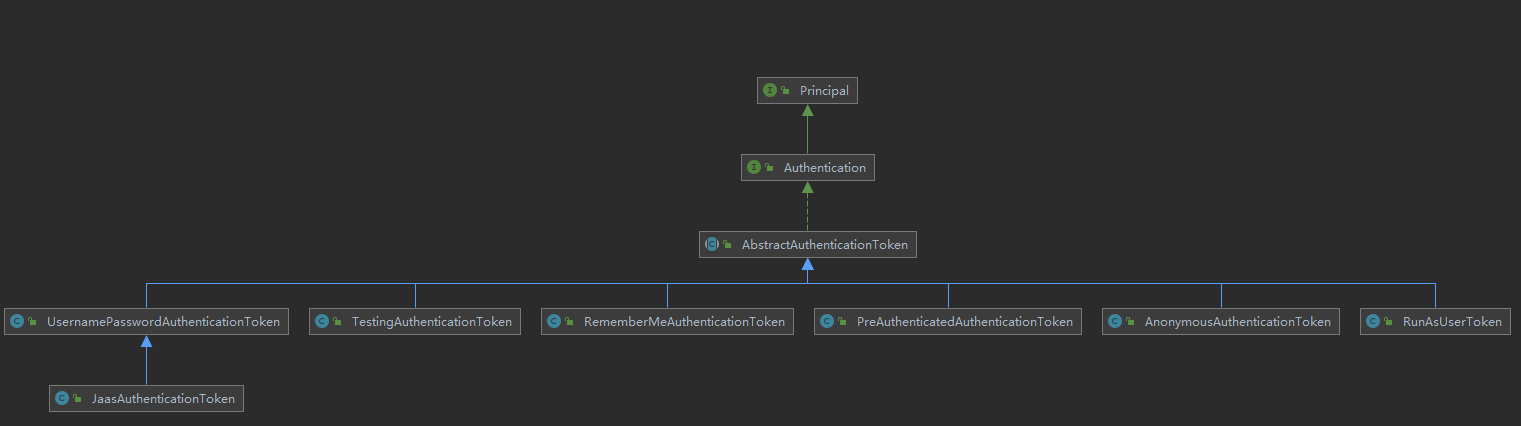 Principal
Authentication
AbstractAuthenticationToken
UsernamePasswordAuthenticationToken
TestingAuthenticationToken
RememberMeAuthenticationToken
PreAuthenticatedAuthenticationToken
AnonymousAuthenticationToken
RunAsUserToken
JaasAuthenticationToken